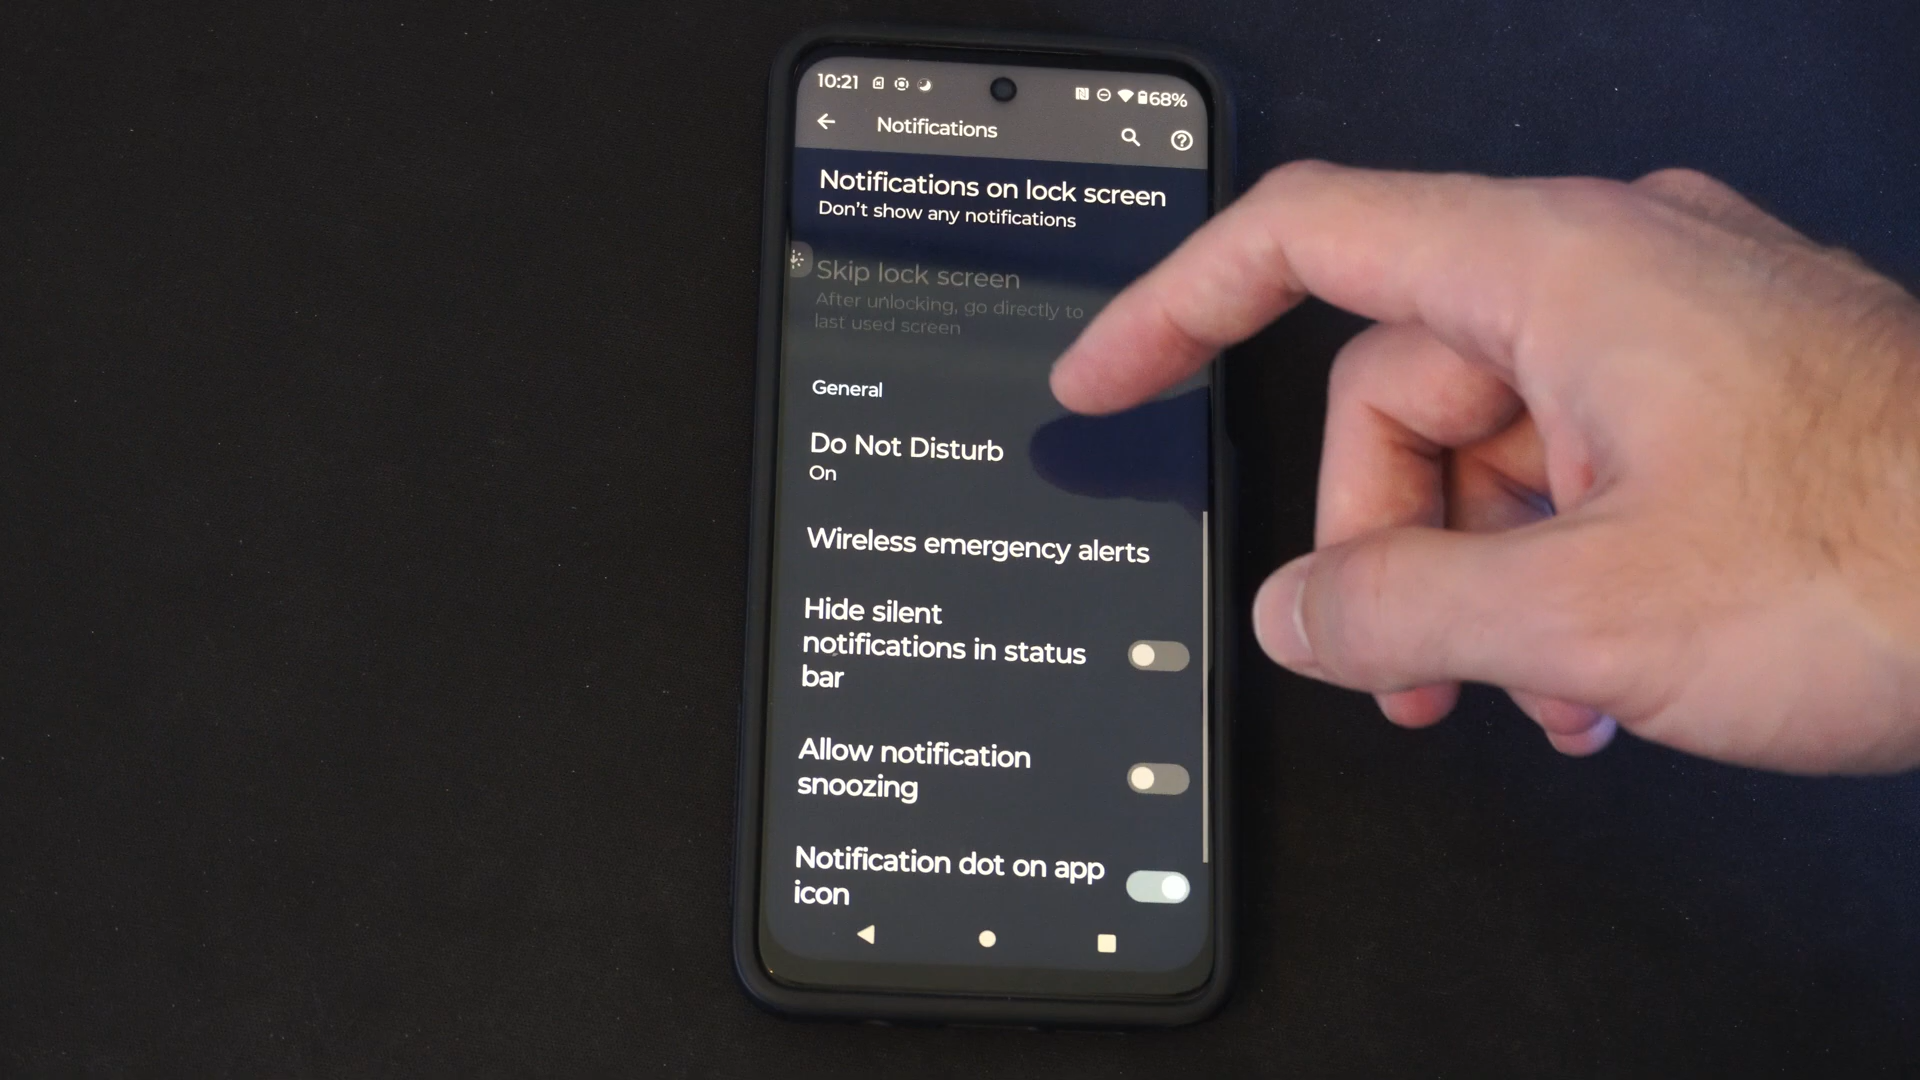 10:21
68%
Notifications
Notifications on lock screen
Don't show any notifications
Skip lock screen
After unlocking, go directly to
last used screen
General
Do Not Disturb
On
Wireless emergency alerts
Hide silent
notifications in status
bar
Allow notification
snoozing
Notification dot on app
icon